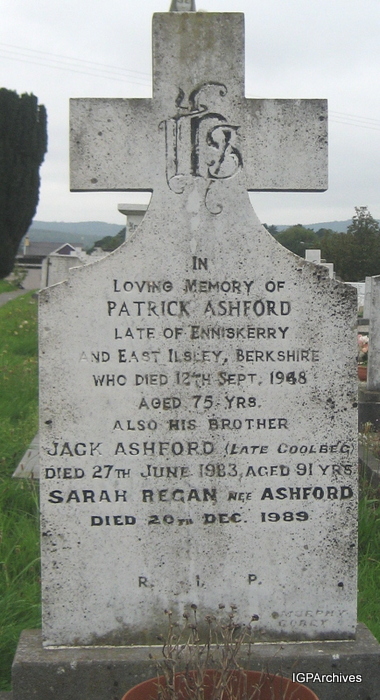 IHS
IN
LOVING MEMORY OF
PATRICK ASHFORD
LATE OF ENNISKERRY
AND EAST ILSLEY, BERKSHIRE
WHO DIED 12TH SEPT. 1968
AGED 75 YRS.
ALSO HIS BROTHER
JACK ASHFORD (LATE COOLBEG)
DIED 27TH JUNE 1983, AGED 91 YRS
SARAH REGAN NEE ASHFORD
DIED 20TH DEC. 1989
R. I. P.
MURPHY
IGPArchives